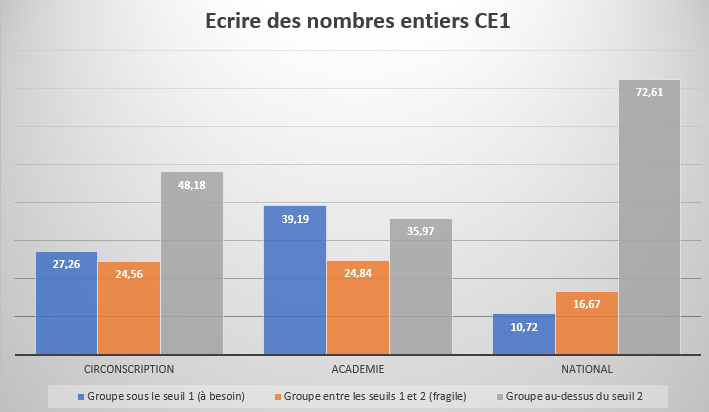 Ecrire des nombres entiers CE1
72,61
48,18
39,19
35,97
27,26
24,56
24,84
16,67
10,72
CIRCONSCRIPTION
ACADEMIE
NATIONAL
Groupe sous le seuil 1 (à besoin)
Groupe entre les seuils 1 et 2 (fragile)
Groupe au-dessus du seuil 2